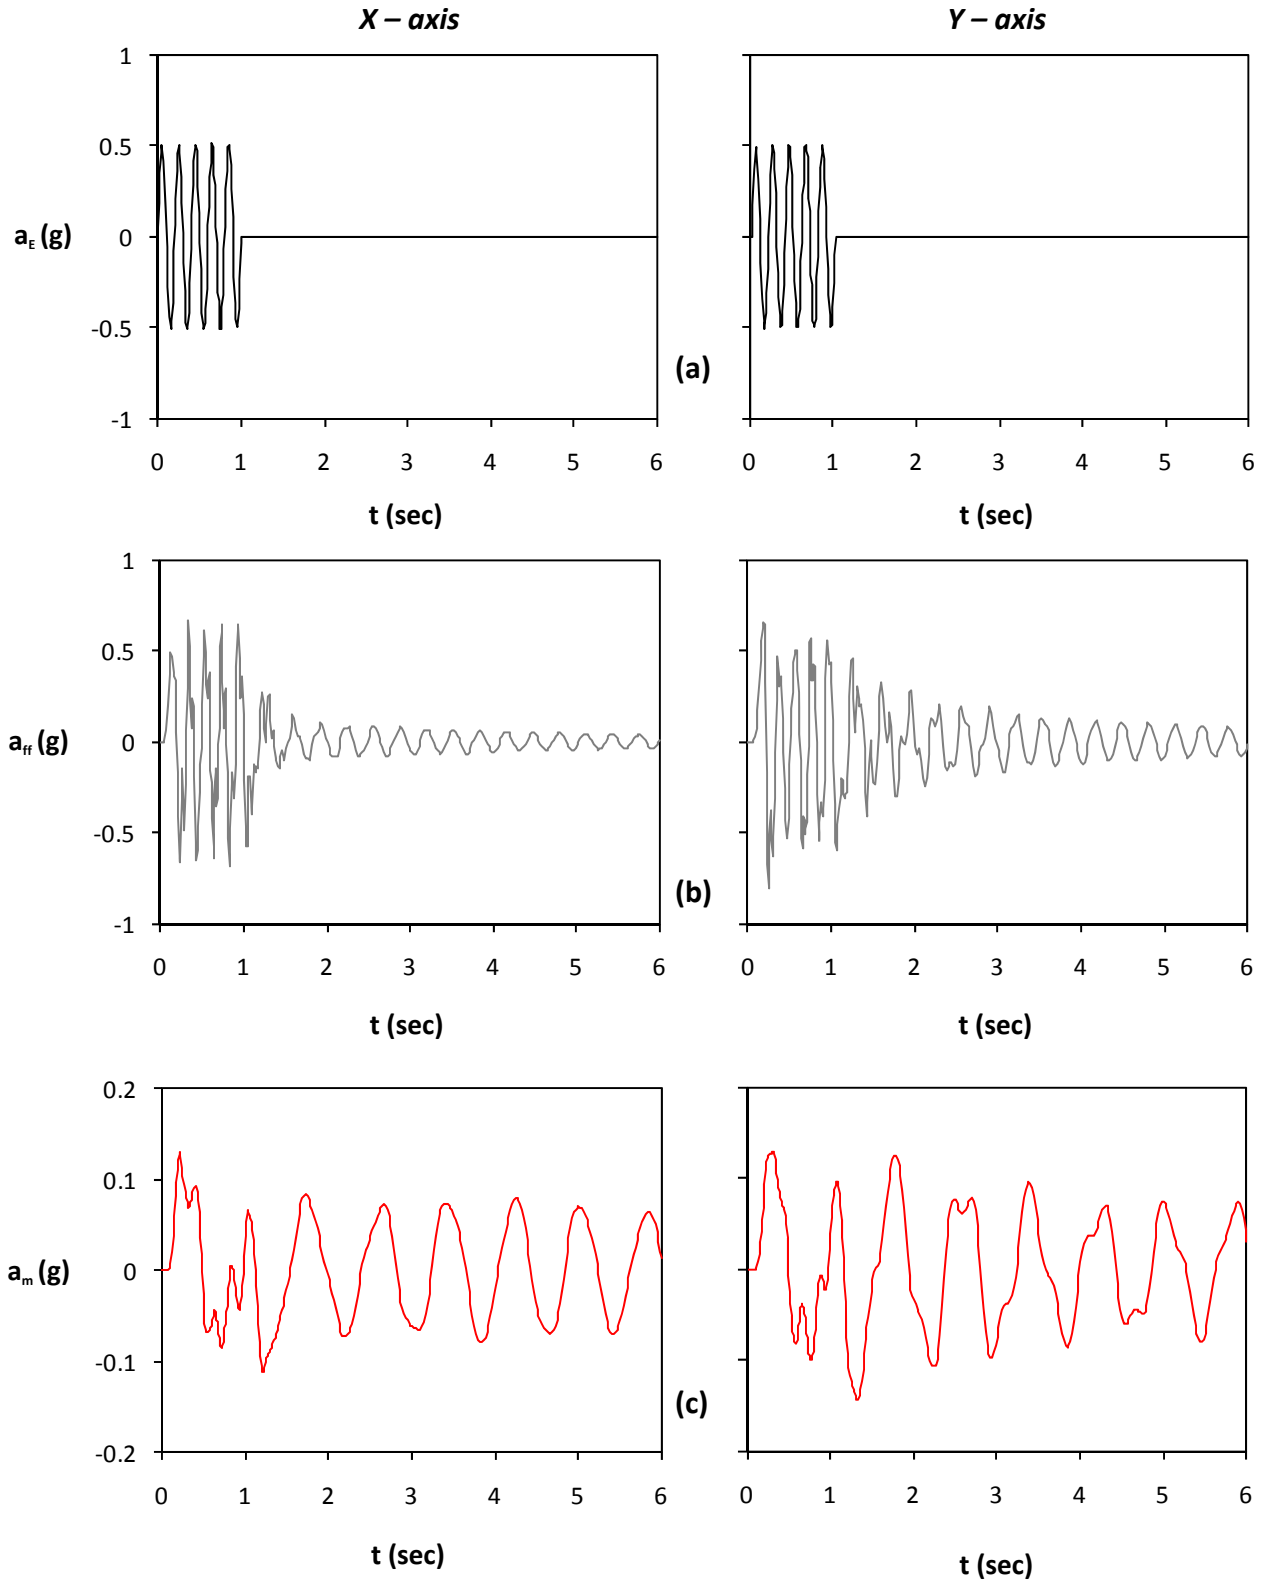 X – axis
Y – axis
1
0.5
0
-0.5
-1
a_E (g)
0 1 2 3 4 5 6
0 1 2 3 4 5 6
t (sec)
t (sec)
(a)
1
0.5
0
-0.5
-1
a_ff (g)
0 1 2 3 4 5 6
0 1 2 3 4 5 6
t (sec)
t (sec)
(b)
0.2
0.1
0
-0.1
-0.2
a_m (g)
0 1 2 3 4 5 6
0 1 2 3 4 5 6
t (sec)
t (sec)
(c)